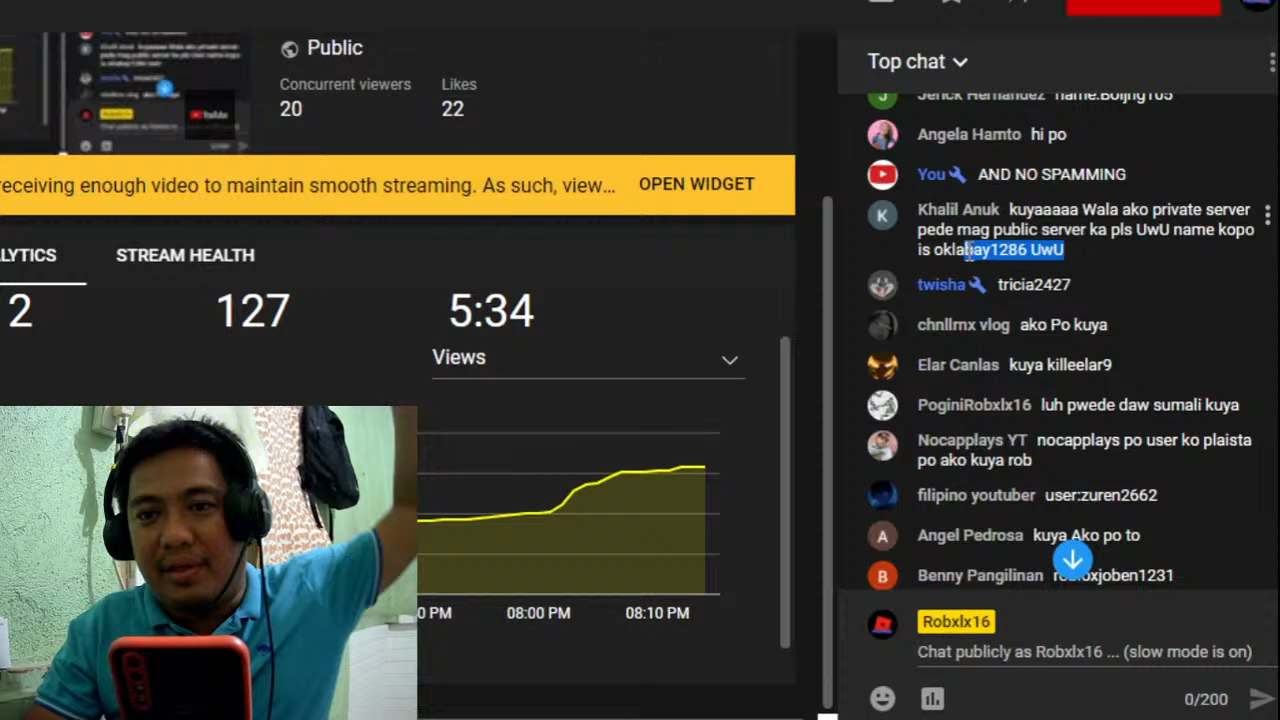 Public
Concurrent viewers
Likes
20
22
receiving enough video to maintain smooth streaming. As such, view...
OPEN WIDGET
LYTICS
STREAM HEALTH
2
127
5:34
Views
0 PM
08:00 PM
08:10 PM
Top chat
Jerick Hernandez name:Boijng105
Angela Hamto hi po
You AND NO SPAMMING
Khalil Anuk kuyaaaaa Wala ako private server
pede mag public server ka pls UwU name kopo
is oklabay1286 UwU
twisha tricia2427
chnllrnx vlog ako Po kuya
Elar Canlas kuya killeelar9
PoginiRobxlx16 luh pwede daw sumali kuya
Nocapplays YT nocapplays po user ko plaista
po ako kuya rob
filipino youtuber user:zuren2662
Angel Pedrosa kuya Ako po to
Benny Pangilinan
Robxlx16
Chat publicly as Robxlx16 ... (slow mode is on)
0/200